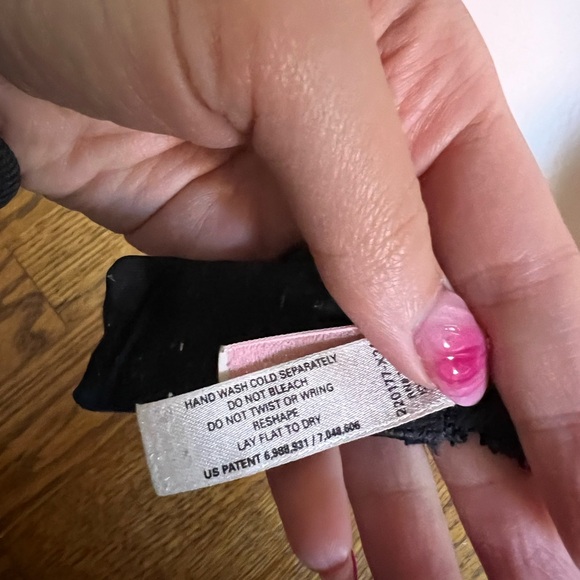 HAND WASH COLD SEPARATELY
DO NOT BLEACH
DO NOT TWIST OR WRING
RESHAPE
LAY FLAT TO DRY
US PATENT 6,988,931 / 7,048,606